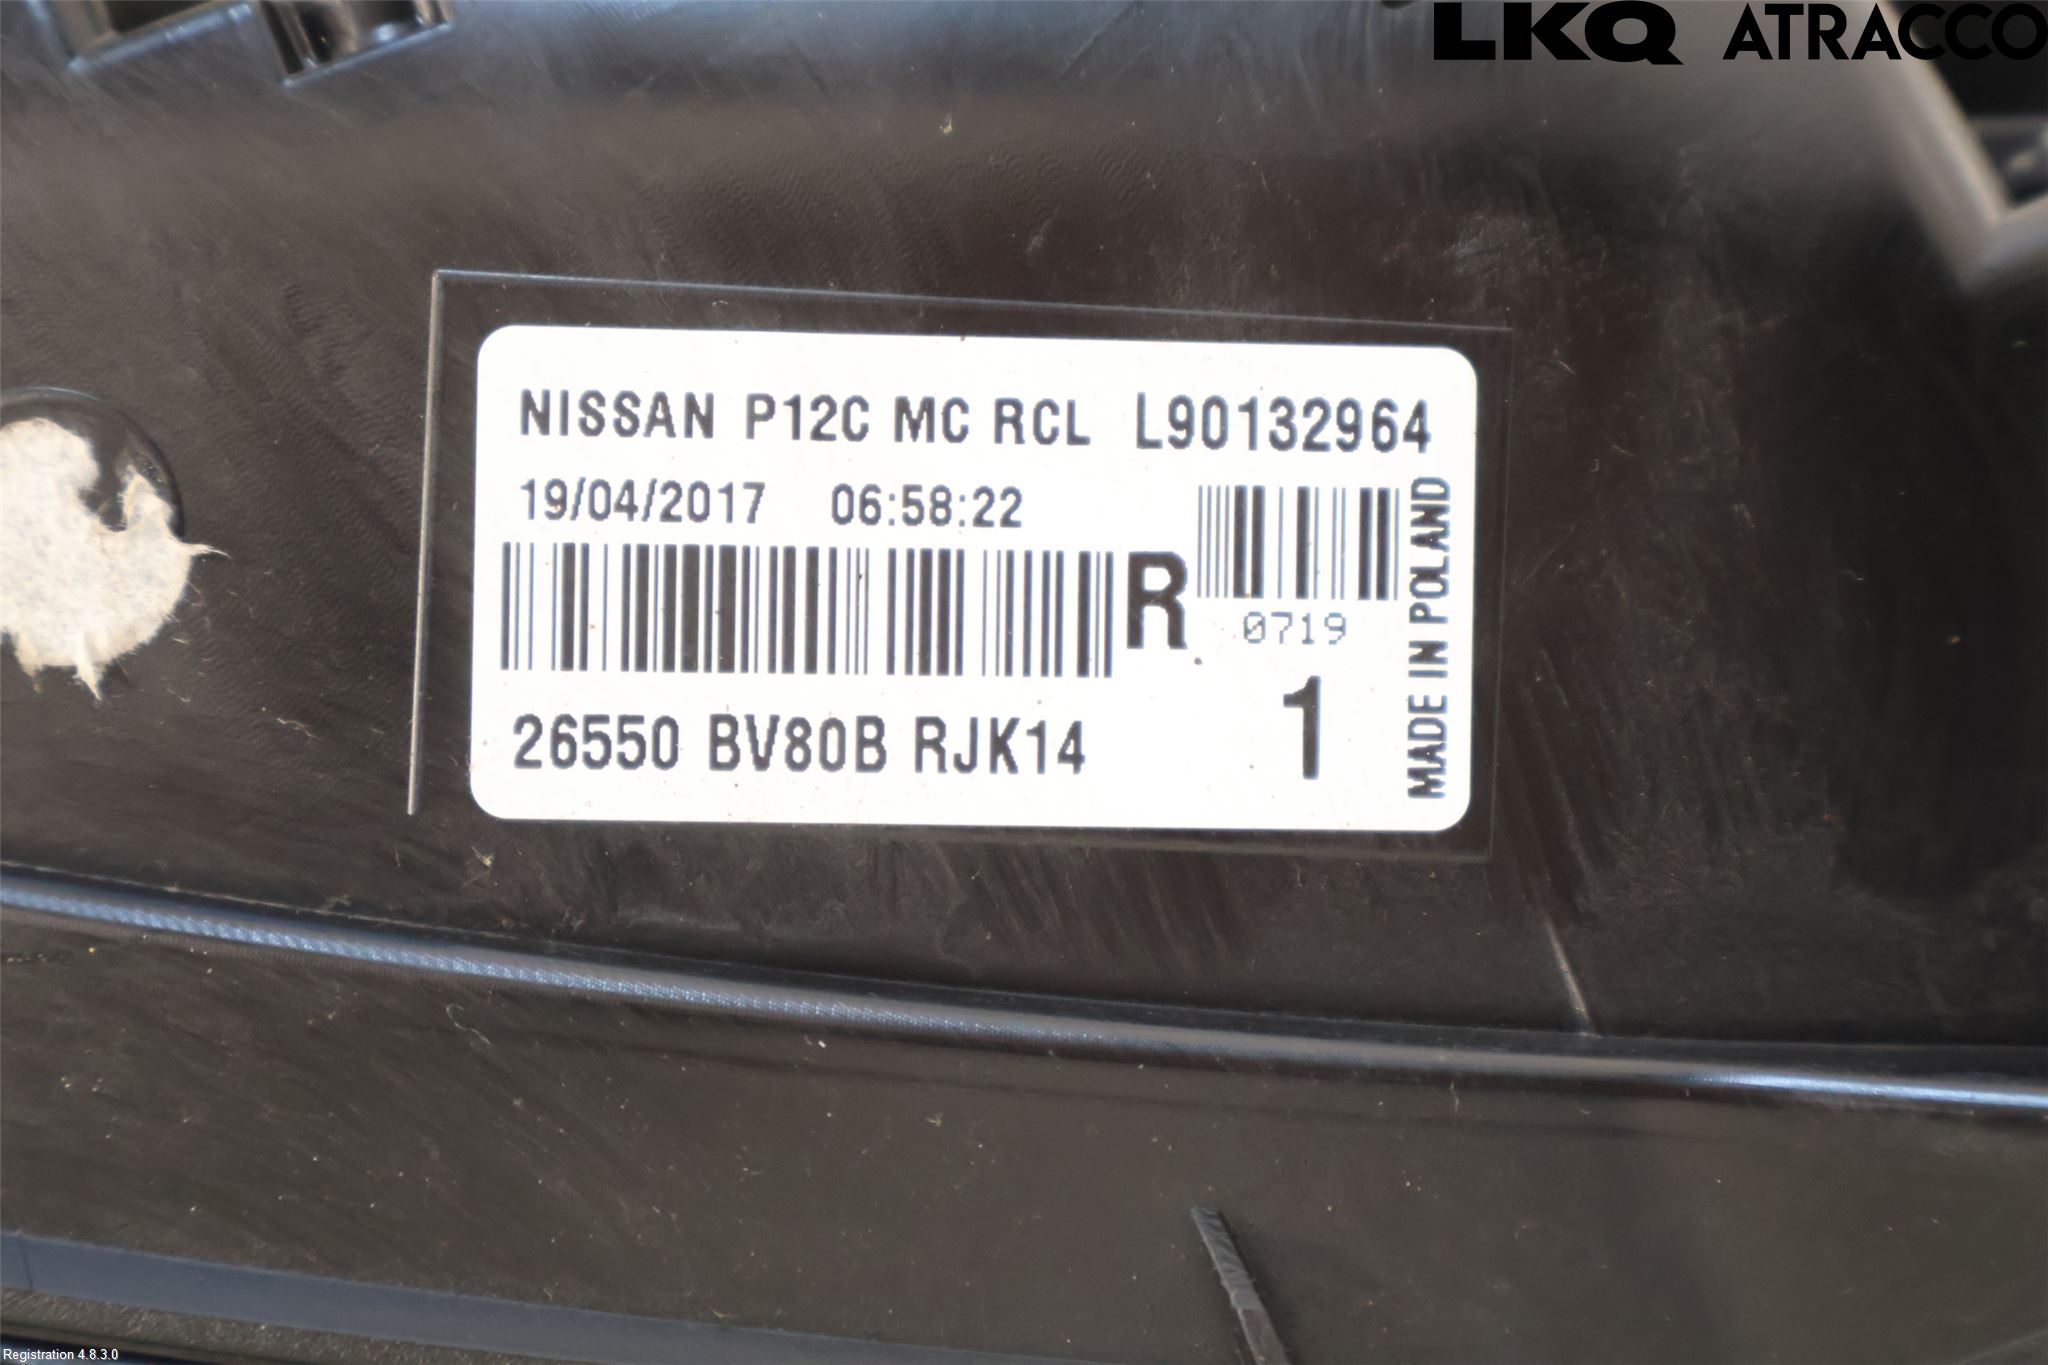 LKQ ATRACCO
NISSAN P12C MC RCL L90132964
19/04/2017 06:58:22
R
0719
1
26550 BV80B RJK14
MADE IN POLAND
Registration 4.8.3.0